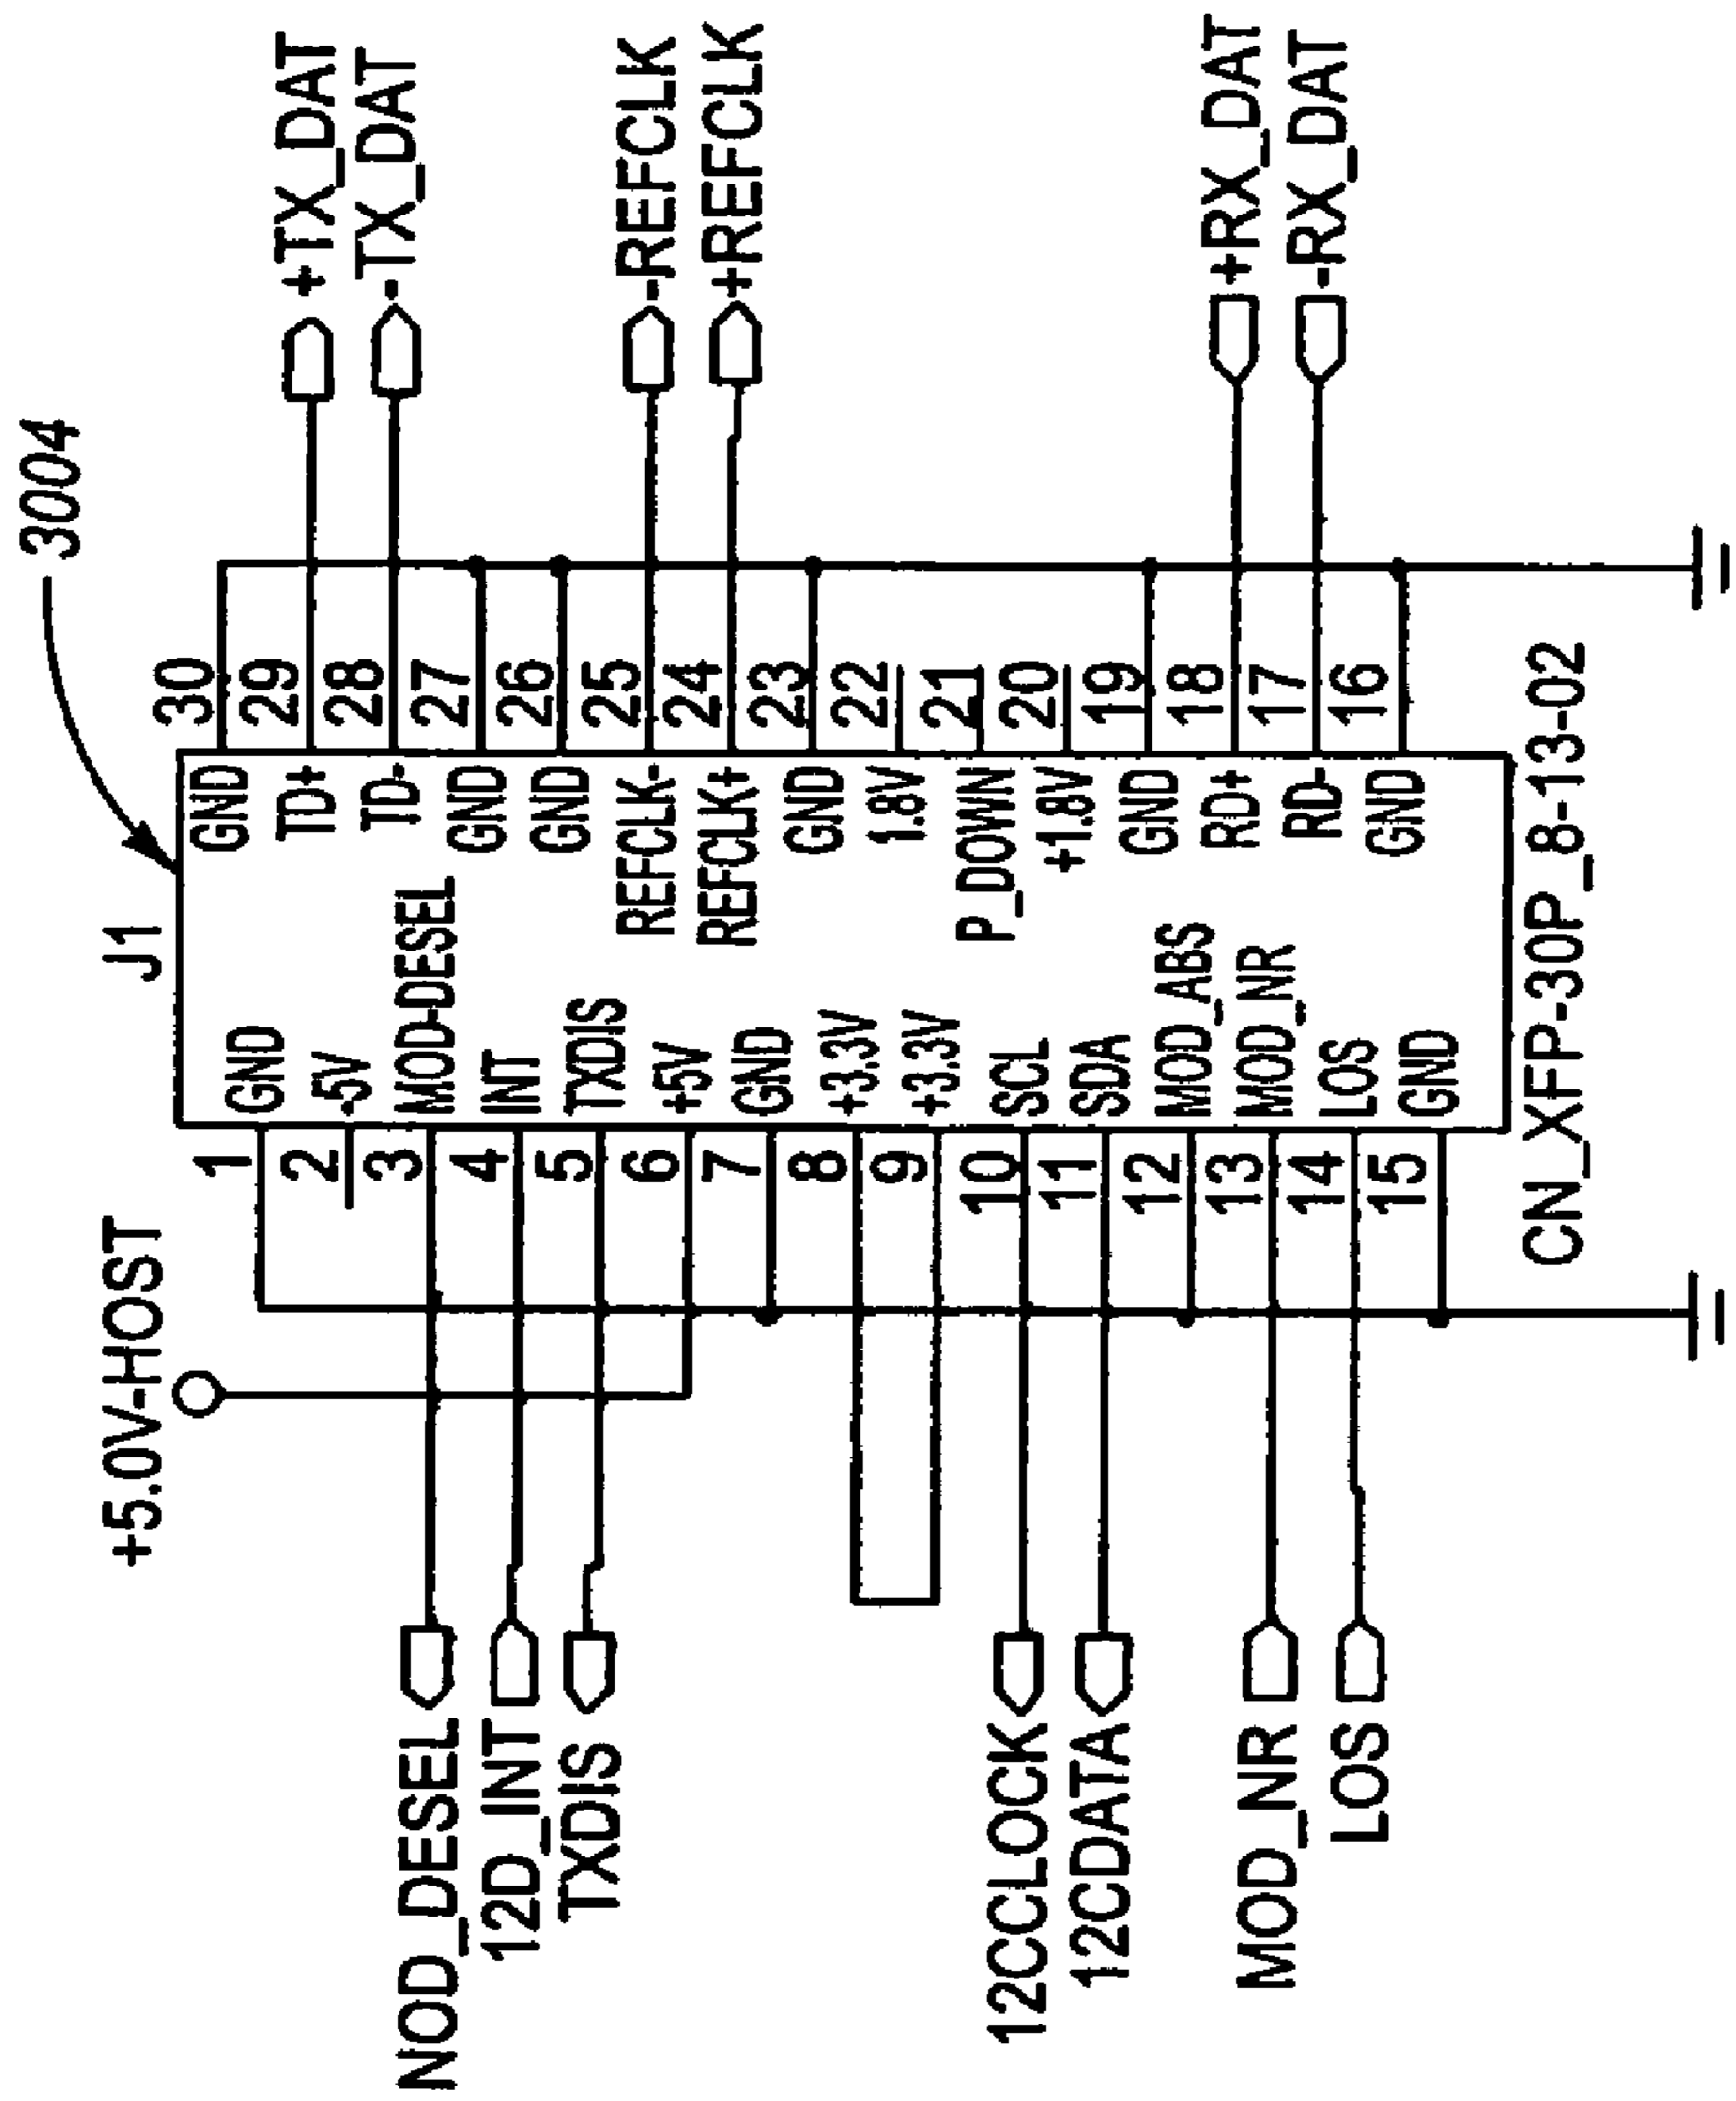 3004
J1
+5.0V-HOST
1 GND
2 -5V
NOD_DESEL 3 MOD-DESEL
12D_INT 4 INT
TXDIS 5 TXDIS
6 +5V
7 GND
8 +3.3V
9 +3.3V
12CCLOCK 10 SCL
12CDATA 11 SDA
12 MOD_ABS
MOD_NR 13 MOD_NR
LOS 14 LOS
15 GND
GND 30
TD+ 29 +TX_DAT
TD- 28 -TX_DAT
GND 27
GND 26
REFCLK- 25 -REFCLK
REFCLK+ 24 +REFCLK
GND 23
1.8V 22
P_DOWN 21
+1.8V 20
GND 19
RD+ 18 +RX_DAT
RD- 17 -RX_DAT
GND 16
CN_XFP-30P_8-13-02